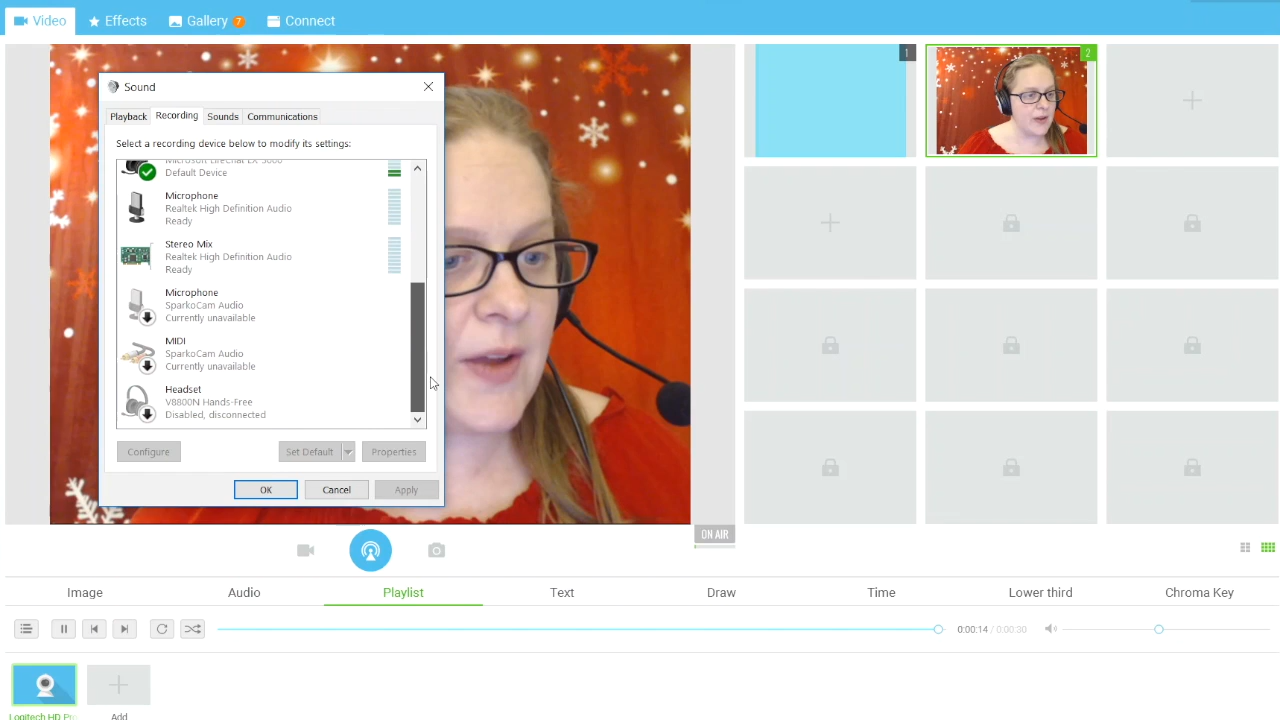 Video
Effects
Gallery 7
Connect
Sound
Playback
Recording
Sounds
Communications
Select a recording device below to modify its settings:
Default Device
Microphone
Realtek High Definition Audio
Ready
Stereo Mix
Realtek High Definition Audio
Ready
Microphone
SparkoCam Audio
Currently unavailable
MIDI
SparkoCam Audio
Currently unavailable
Headset
V8800N Hands-Free
Disabled, disconnected
Configure
Set Default
Properties
OK
Cancel
Apply
1
2
ON AIR
Image
Audio
Playlist
Text
Draw
Time
Lower third
Chroma Key
0:00:14 / 0:00:30
Logitech HD Pro
Add